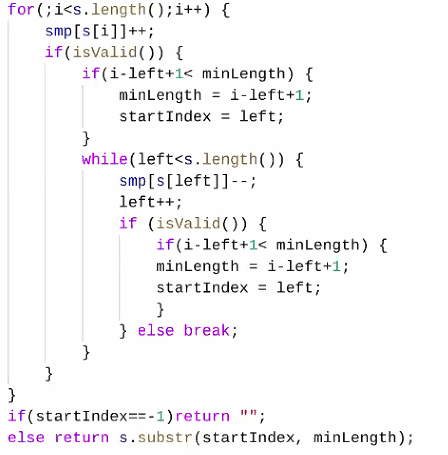 for(;i<s.length();i++) {
    smp[s[i]]++;
    if(isValid()) {
        if(i-left+1< minLength) {
            minLength = i-left+1;
            startIndex = left;
        }
        while(left<s.length()) {
            smp[s[left]]--;
            left++;
            if (isValid()) {
                if(i-left+1< minLength) {
                minLength = i-left+1;
                startIndex = left;
                }
            } else break;
        }
    }
}
if(startIndex==-1)return "";
else return s.substr(startIndex, minLength);